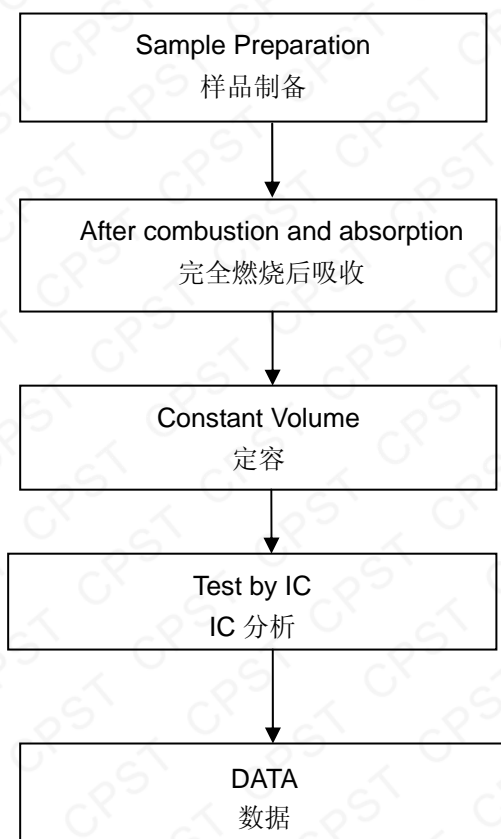 Sample Preparation
样品制备
After combustion and absorption
完全燃烧后吸收
Constant Volume
定容
Test by IC
IC 分析
DATA
数据